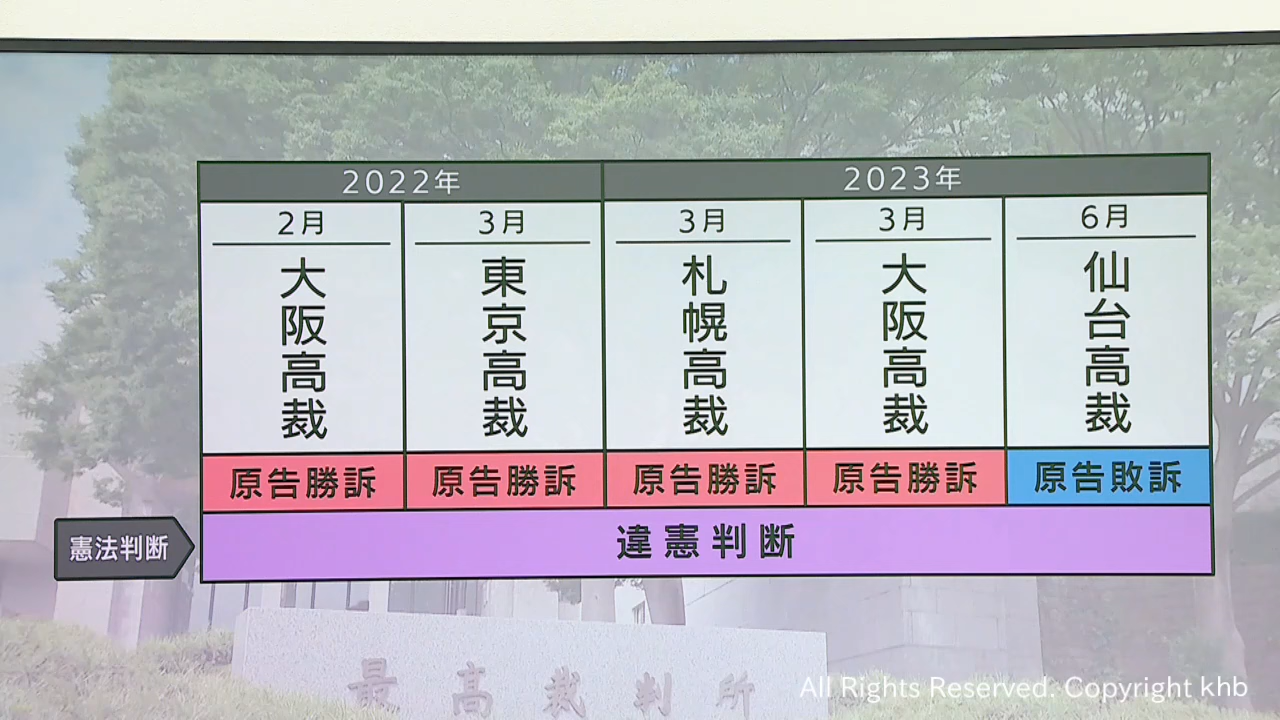 2022年
2023年
2月
3月
3月
3月
6月
大阪高裁
東京高裁
札幌高裁
大阪高裁
仙台高裁
原告勝訴
原告勝訴
原告勝訴
原告勝訴
原告敗訴
憲法判断
違憲判断
最高裁判所
All Rights Reserved. Copyright khb